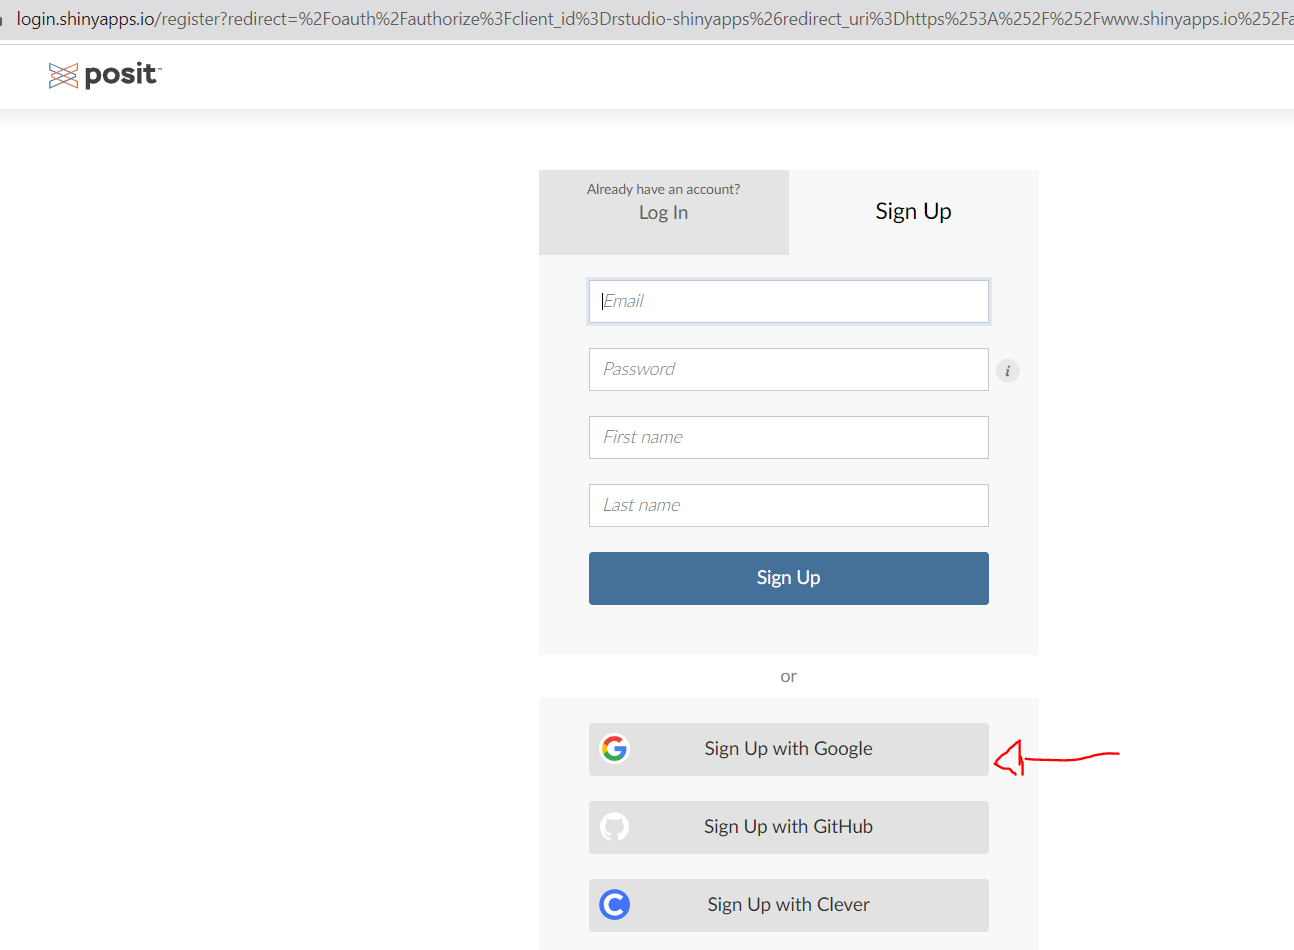 login.shinyapps.io/register?redirect=%2Foauth%2Fauthorize%3Fclient_id%3Drstudio-shinyapps%26redirect_uri%3Dhttps%253A%252F%252Fwww.shinyapps.io%252Fa
posit™
Already have an account?
Log In
Sign Up
Email
Password
i
First name
Last name
Sign Up
or
Sign Up with Google
Sign Up with GitHub
Sign Up with Clever